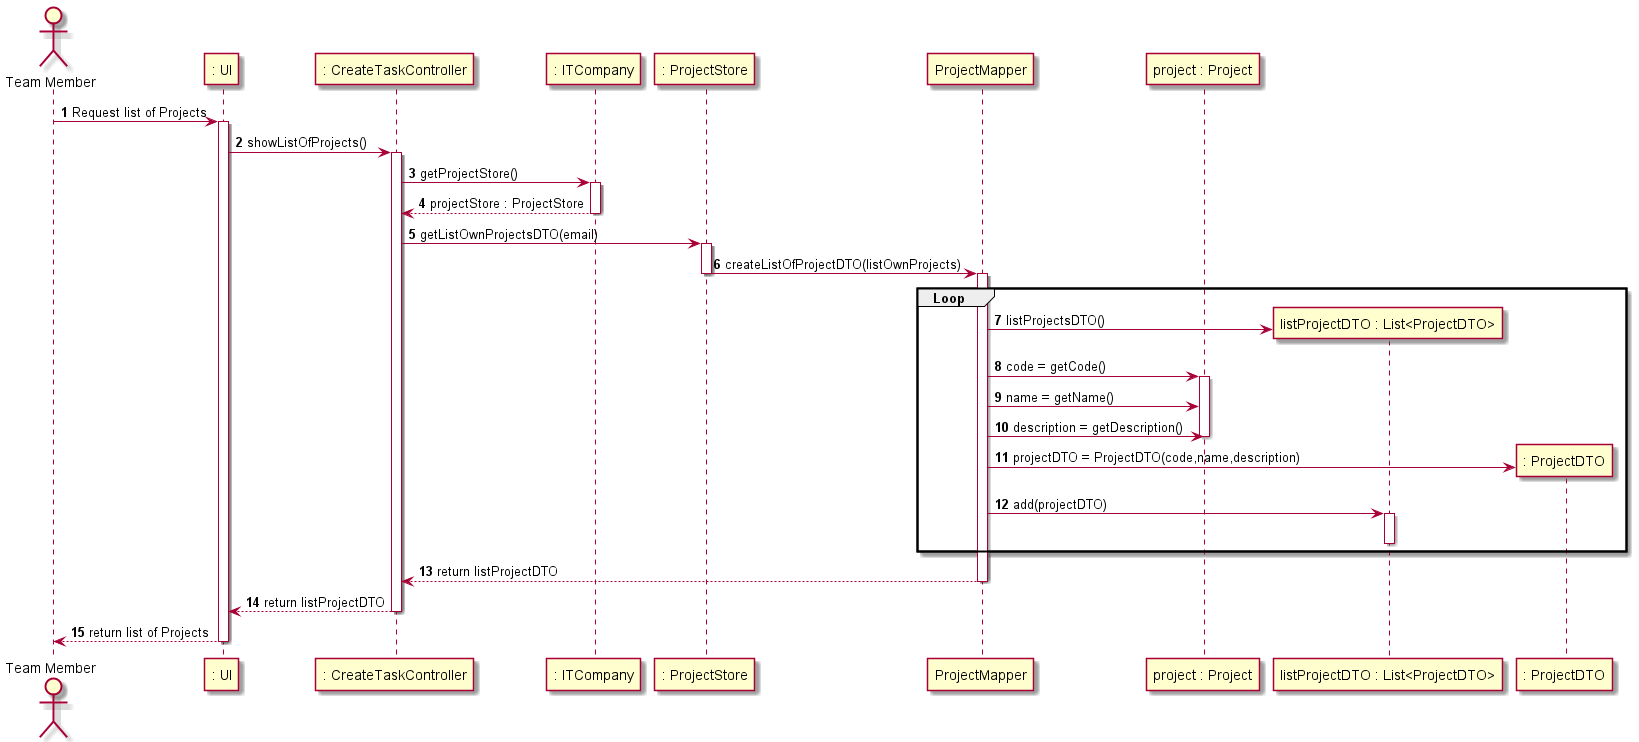 Team Member
: UI
: CreateTaskController
: ITCompany
: ProjectStore
ProjectMapper
project : Project
1 Request list of Projects
2 showListOfProjects()
3 getProjectStore()
4 projectStore : ProjectStore
5 getListOwnProjectsDTO(email)
6 createListOfProjectDTO(listOwnProjects)
Loop
7 listProjectsDTO()
listProjectDTO : List<ProjectDTO>
8 code = getCode()
9 name = getName()
10 description = getDescription()
11 projectDTO = ProjectDTO(code,name,description)
: ProjectDTO
12 add(projectDTO)
13 return listProjectDTO
14 return listProjectDTO
15 return list of Projects
Team Member
: UI
: CreateTaskController
: ITCompany
: ProjectStore
ProjectMapper
project : Project
listProjectDTO : List<ProjectDTO>
: ProjectDTO